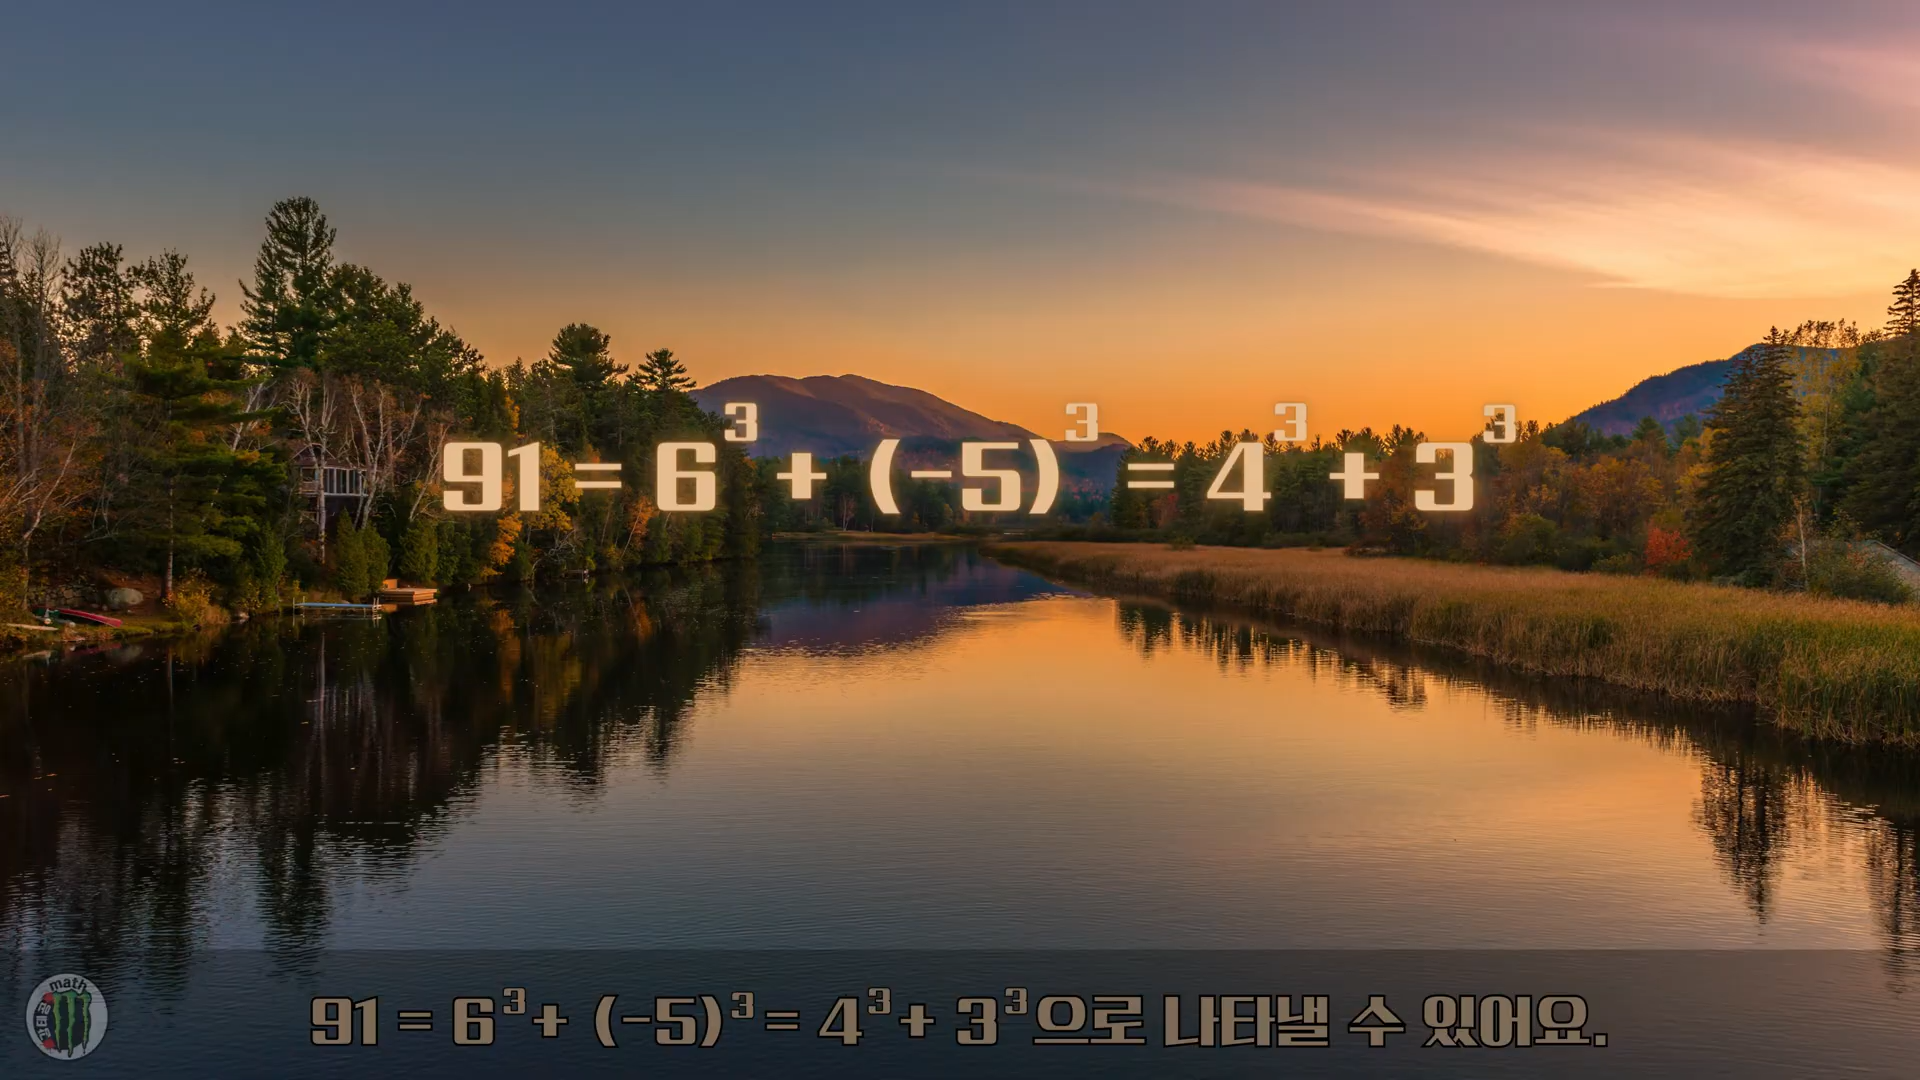 91 = 6³ + (-5)³ = 4³ + 3³
math
91 = 6³ + (-5)³ = 4³ + 3³으로 나타낼 수 있어요.